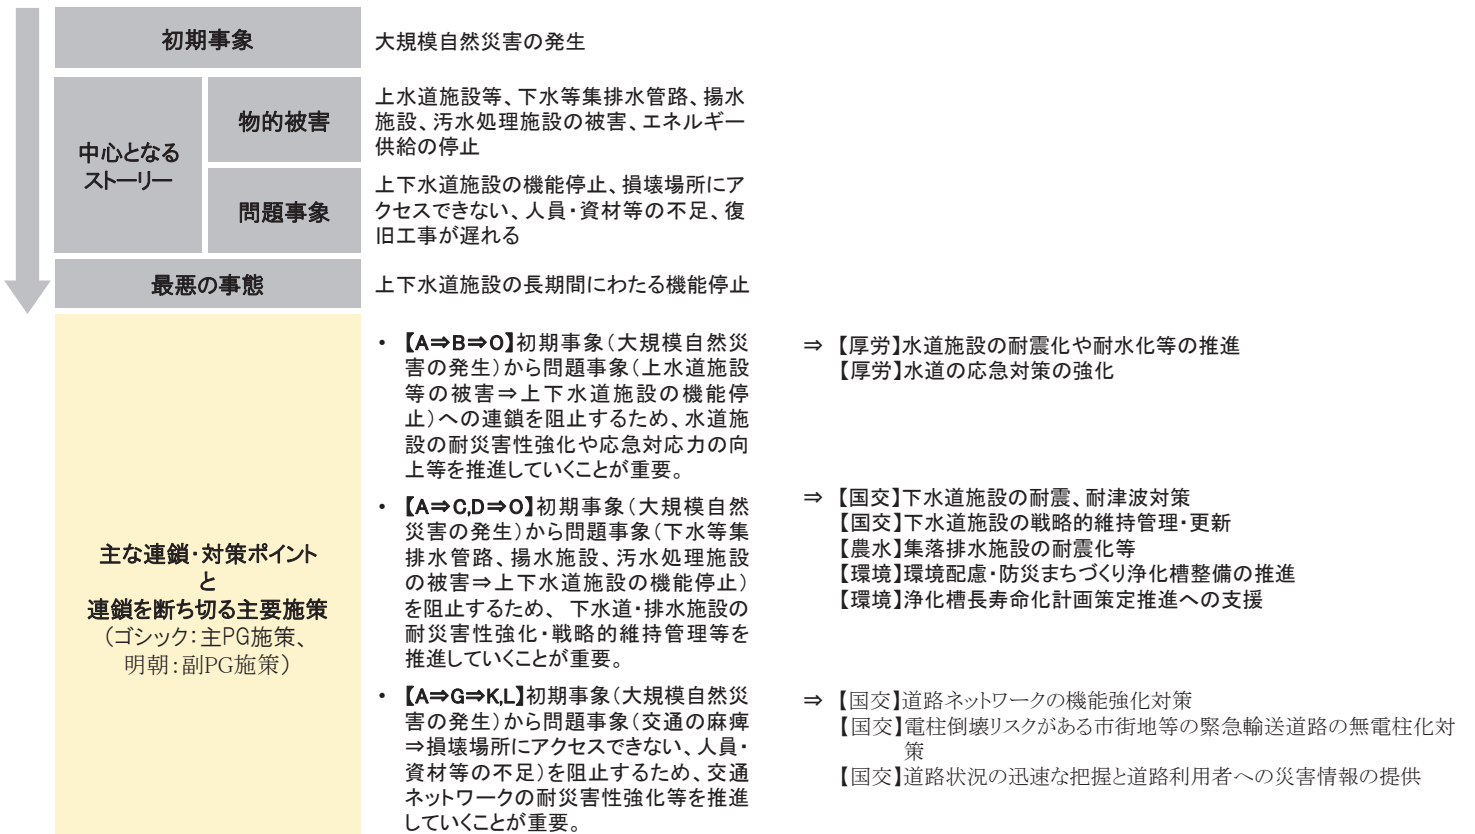 初期事象
大規模自然災害の発生
中心となる
ストーリー
物的被害
上水道施設等、下水等集排水管路、揚水
施設、汚水処理施設の被害、エネルギー
供給の停止
問題事象
上下水道施設の機能停止、損壊場所にア
クセスできない、人員・資材等の不足、復
旧工事が遅れる
最悪の事態
上下水道施設の長期間にわたる機能停止
主な連鎖・対策ポイント
と
連鎖を断ち切る主要施策
（ゴシック：主PG施策、
明朝：副PG施策）
・ 【A⇒B⇒O】初期事象（大規模自然災
害の発生）から問題事象（上水道施設
等の被害⇒上下水道施設の機能停
止）への連鎖を阻止するため、水道施
設の耐災害性強化や応急対応力の向
上等を推進していくことが重要。
⇒ 【厚労】水道施設の耐震化や耐水化等の推進
【厚労】水道の応急対策の強化
・ 【A⇒C,D⇒O】初期事象（大規模自然
災害の発生）から問題事象（下水等集
排水管路、揚水施設、汚水処理施設
の被害⇒上下水道施設の機能停止）
を阻止するため、 下水道・排水施設の
耐災害性強化・戦略的維持管理等を
推進していくことが重要。
⇒ 【国交】下水道施設の耐震、耐津波対策
【国交】下水道施設の戦略的維持管理・更新
【農水】集落排水施設の耐震化等
【環境】環境配慮・防災まちづくり浄化槽整備の推進
【環境】浄化槽長寿命化計画策定推進への支援
・ 【A⇒G⇒K,L】初期事象（大規模自然災
害の発生）から問題事象（交通の麻痺
⇒損壊場所にアクセスできない、人員・
資材等の不足）を阻止するため、交通
ネットワークの耐災害性強化等を推進
していくことが重要。
⇒ 【国交】道路ネットワークの機能強化対策
【国交】電柱倒壊リスクがある市街地等の緊急輸送道路の無電柱化対
策
【国交】道路状況の迅速な把握と道路利用者への災害情報の提供